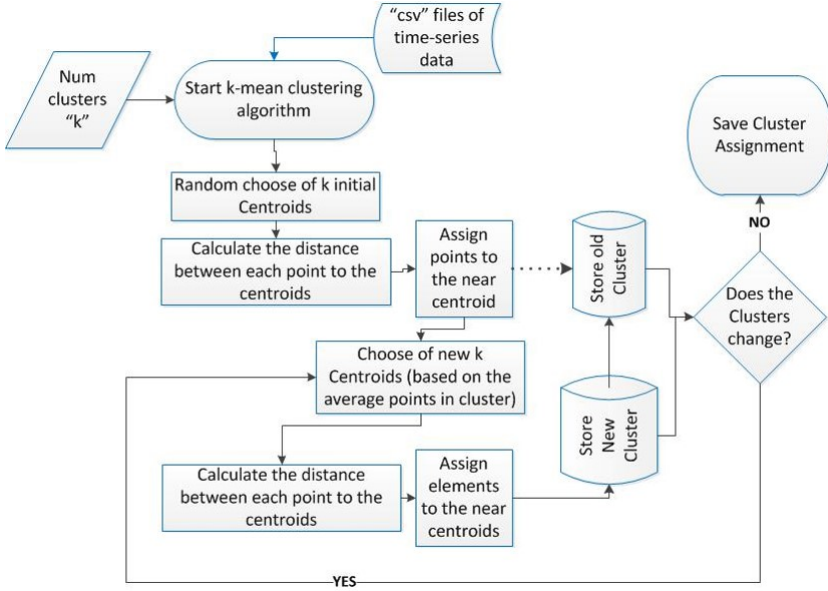 “csv” files of
time-series
data
Num
clusters
“k”
Start k-mean clustering
algorithm
Save Cluster
Assignment
Random choose of k initial
Centroids
NO
Calculate the distance
between each point to the
centroids
Assign
points to
the near
centroid
Store old
Cluster
Does the
Clusters
change?
Choose of new k
Centroids (based on the
average points in cluster)
Store
New
Cluster
Calculate the distance
between each point to the
centroids
Assign
elements
to the near
centroids
YES